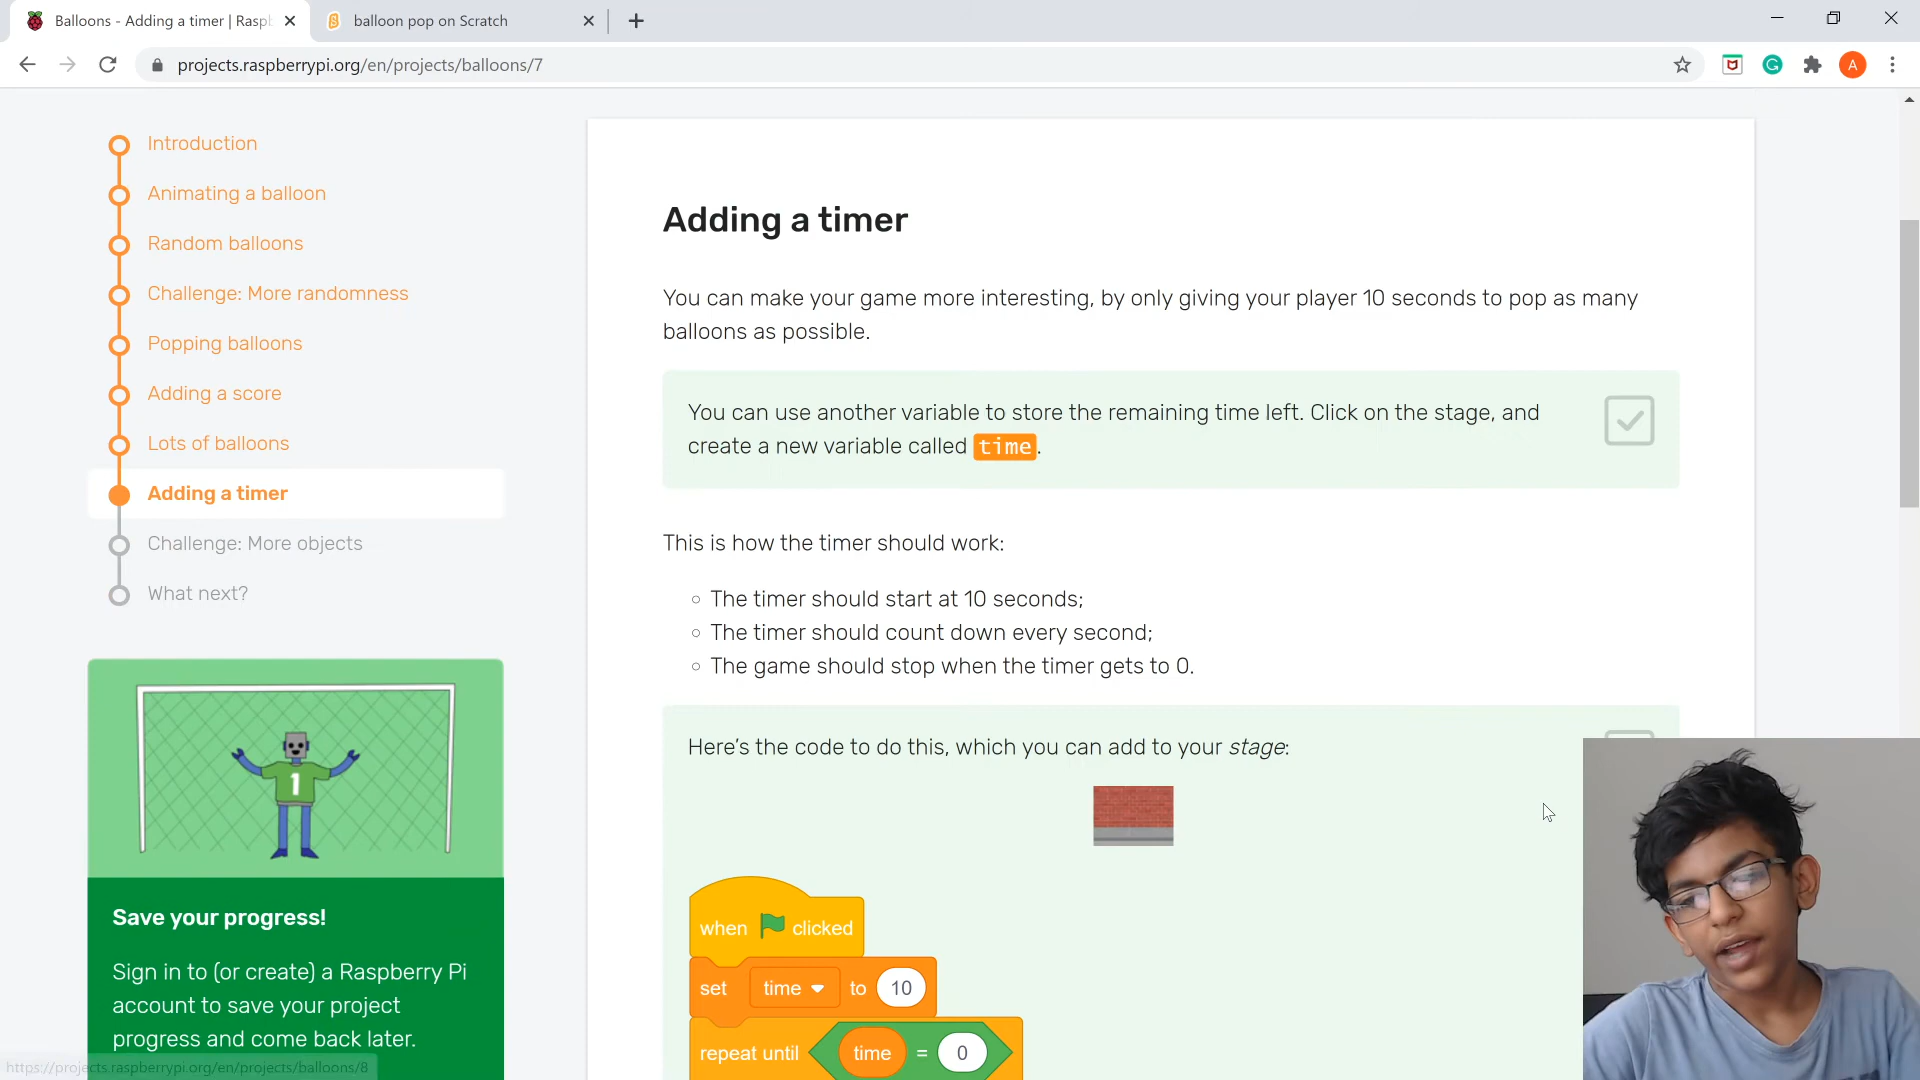 Balloons - Adding a timer | Raspb
balloon pop on Scratch
projects.raspberrypi.org/en/projects/balloons/7
A
Introduction
Animating a balloon
Random balloons
Challenge: More randomness
Popping balloons
Adding a score
Lots of balloons
Adding a timer
Challenge: More objects
What next?
1
Save your progress!
Sign in to (or create) a Raspberry Pi
account to save your project
progress and come back later.
https://projects.raspberrypi.org/en/projects/balloons/8
Adding a timer
You can make your game more interesting, by only giving your player 10 seconds to pop as many
balloons as possible.
You can use another variable to store the remaining time left. Click on the stage, and
create a new variable called time.
This is how the timer should work:
The timer should start at 10 seconds;
The timer should count down every second;
The game should stop when the timer gets to 0.
Here's the code to do this, which you can add to your stage:
when clicked
set time to 10
repeat until time = 0